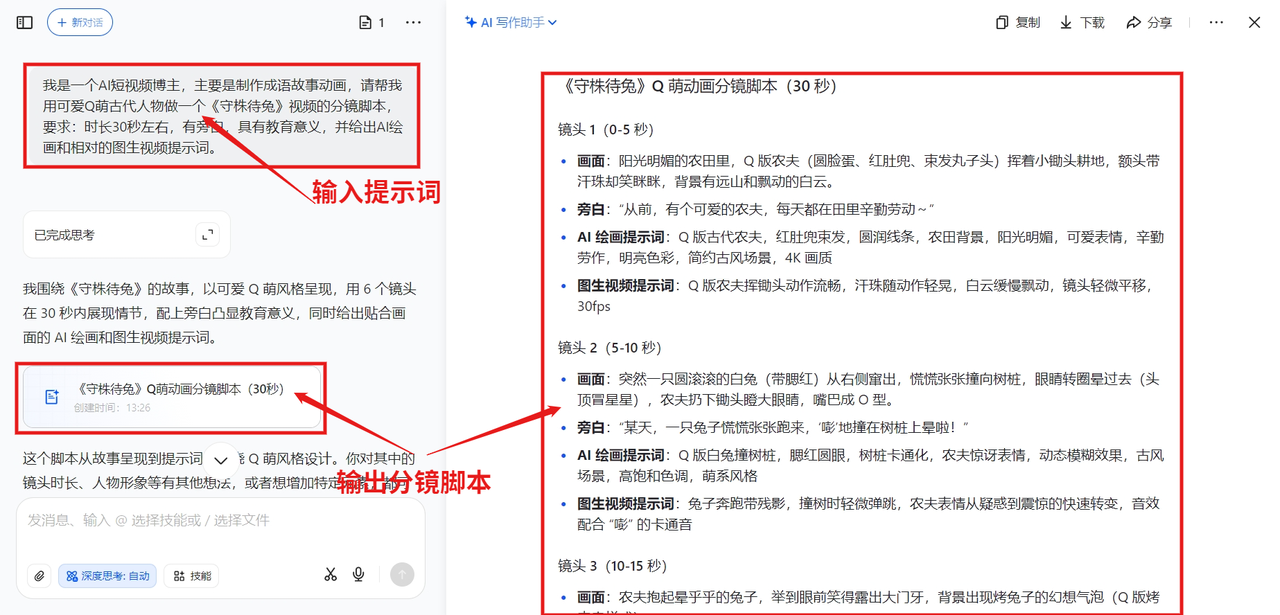 + 新对话
1
我是一个AI短视频博主，主要是制作成语故事动画，请帮我
用可爱Q萌古代人物做一个《守株待兔》视频的分镜脚本，
要求：时长30秒左右，有旁白，具有教育意义，并给出AI绘
画和相对的图生视频提示词。
输入提示词
已完成思考
我围绕《守株待兔》的故事，以可爱 Q 萌风格呈现，用 6 个镜头
在 30 秒内展现情节，配上旁白凸显教育意义，同时给出贴合画
面的 AI 绘画和图生视频提示词。
《守株待兔》Q萌动画分镜脚本（30秒）
创建时间：13:26
这个脚本从故事呈现到提示词 Q 萌风格设计。你对其中的
镜头时长、人物形象等有其他想法，或者想增加特定
输出分镜脚本
发消息、输入 @ 选择技能或 / 选择文件
深度思考: 自动
技能
AI 写作助手
复制
下载
分享
《守株待兔》Q 萌动画分镜脚本（30 秒）
镜头 1（0-5 秒）
• 画面：阳光明媚的农田里，Q 版农夫（圆脸蛋、红肚兜、束发丸子头）挥着小锄头耕地，额头带
汗珠却笑眯眯，背景有远山和飘动的白云。
• 旁白：“从前，有个可爱的农夫，每天都在田里辛勤劳动～”
• AI 绘画提示词：Q 版古代农夫，红肚兜束发，圆润线条，农田背景，阳光明媚，可爱表情，辛勤
劳作，明亮色彩，简约古风场景，4K 画质
• 图生视频提示词：Q 版农夫挥锄头动作流畅，汗珠随动作轻晃，白云缓慢飘动，镜头轻微平移，
30fps
镜头 2（5-10 秒）
• 画面：突然一只圆滚滚的白兔（带腮红）从右侧窜出，慌慌张张撞向树桩，眼睛转圈晕过去（头
顶冒星星），农夫扔下锄头瞪大眼睛，嘴巴成 O 型。
• 旁白：“某天，一只兔子慌慌张张跑来，‘嘭’地撞在树桩上晕啦！”
• AI 绘画提示词：Q 版白兔撞树桩，腮红圆眼，树桩卡通化，农夫惊讶表情，动态模糊效果，古风
场景，高饱和色调，萌系风格
• 图生视频提示词：兔子奔跑带残影，撞树时轻微弹跳，农夫表情从疑惑到震惊的快速转变，音效
配合 “嘭” 的卡通音
镜头 3（10-15 秒）
• 画面：农夫抱起晕乎乎的兔子，举到眼前笑得露出大门牙，背景出现烤兔子的幻想气泡（Q 版烤